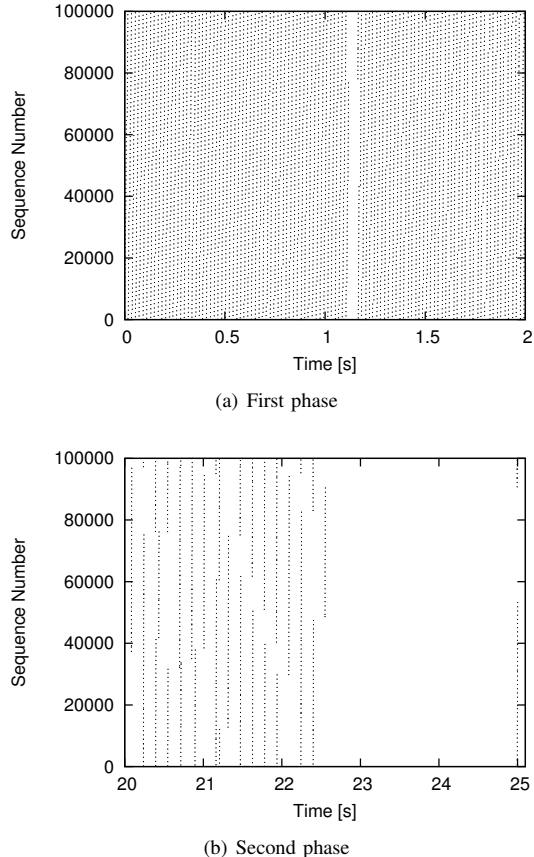 100000
80000
60000
40000
20000
0
Sequence Number
0 0.5 1 1.5 2
Time [s]
(a) First phase
100000
80000
60000
40000
20000
0
Sequence Number
20 21 22 23 24 25
Time [s]
(b) Second phase